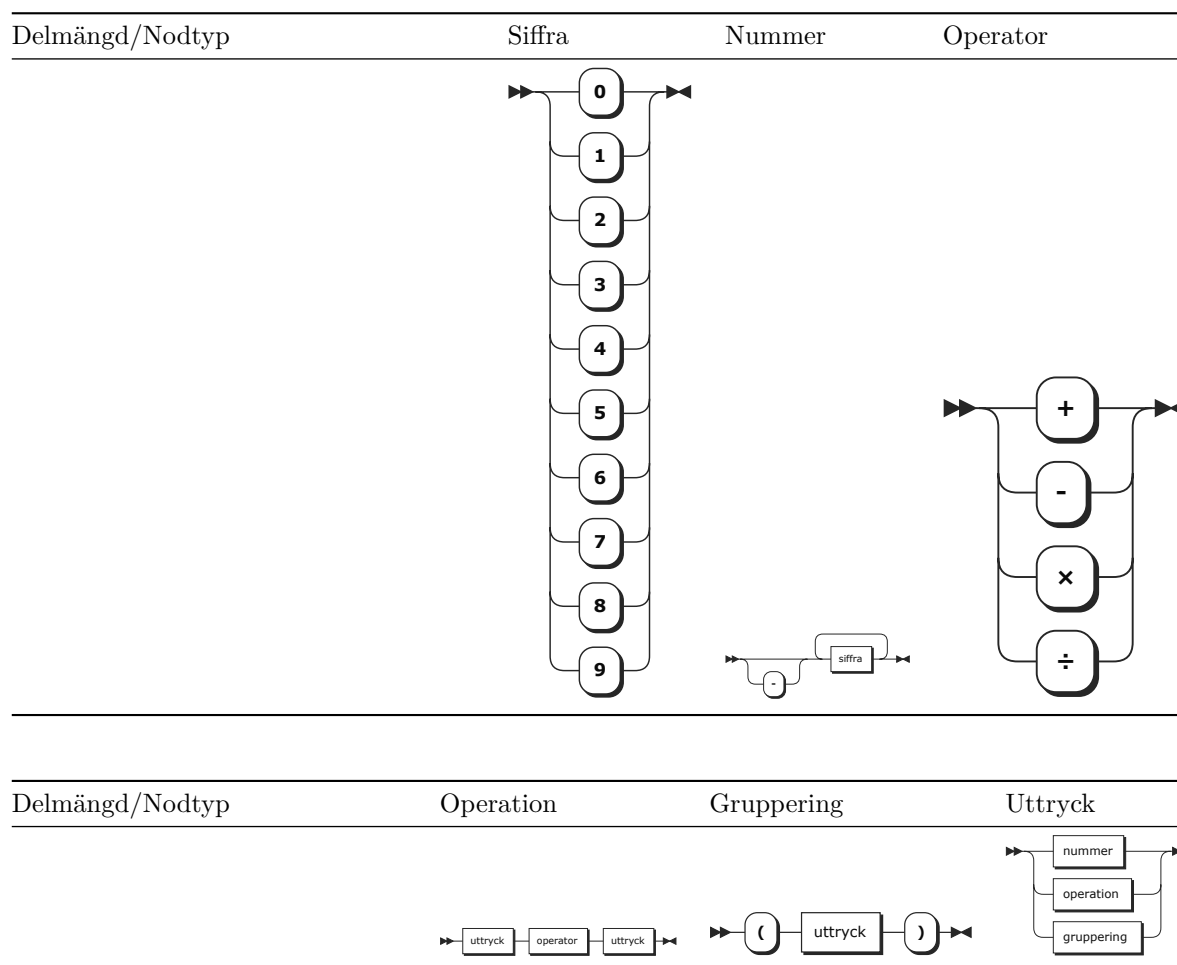 Delmängd/Nodtyp Siffra Nummer Operator
0
1
2
3
4
5
+
6
-
7
×
8
siffra
-
9
÷
Delmängd/Nodtyp Operation Gruppering Uttryck
nummer
operation
uttryck operator uttryck
( uttryck )
gruppering